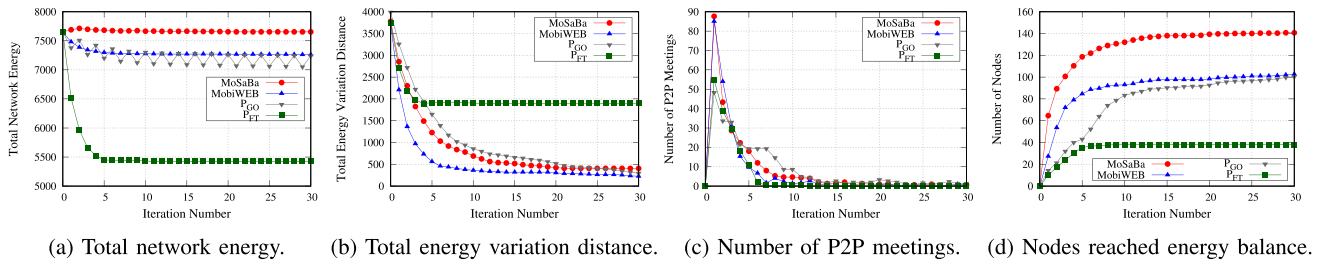 Total Network Energy
8000
7500
7000
6500
6000
5500
5000
MoSaBa
MobiWEB
P_GO
P_FT
0 5 10 15 20 25 30
Iteration Number
(a) Total network energy.
Total Energy Variation Distance
4000
3500
3000
2500
2000
1500
1000
500
0
MoSaBa
MobiWEB
P_GO
P_FT
0 5 10 15 20 25 30
Iteration Number
(b) Total energy variation distance.
Number of P2P Meetings
90
80
70
60
50
40
30
20
10
0
MoSaBa
MobiWEB
P_GO
P_FT
0 5 10 15 20 25 30
Iteration Number
(c) Number of P2P meetings.
Number of Nodes
160
140
120
100
80
60
40
20
0
MoSaBa P_GO
MobiWEB P_FT
0 5 10 15 20 25 30
Iteration Number
(d) Nodes reached energy balance.